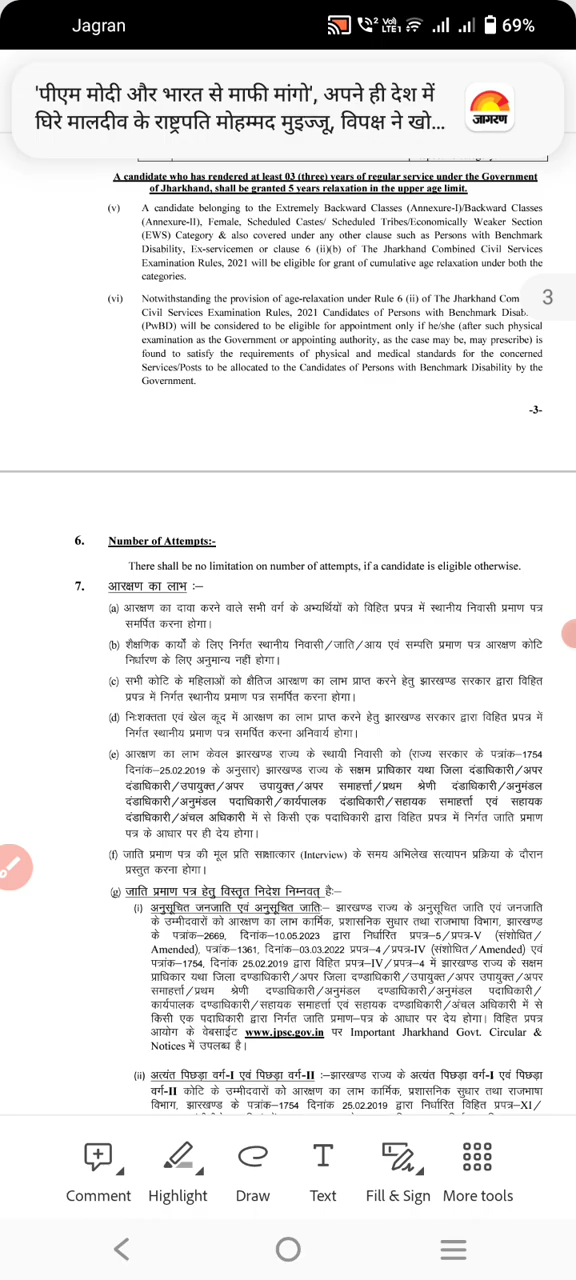 Jagran
Vo)) LTE1
69%
'पीएम मोदी और भारत से माफी मांगो', अपने ही देश में
घिरे मालदीव के राष्ट्रपति मोहम्मद मुइज्जू, विपक्ष ने खो...
जागरण
A candidate who has rendered at least 03 (three) years of regular service under the Government
of Jharkhand, shall be granted 5 years relaxation in the upper age limit.
(v) A candidate belonging to the Extremely Backward Classes (Annexure-I)/Backward Classes
(Annexure-II), Female, Scheduled Castes/ Scheduled Tribes/Economically Weaker Section
(EWS) Category & also covered under any other clause such as Persons with Benchmark
Disability, Ex-servicemen or clause 6 (ii)(b) of The Jharkhand Combined Civil Services
Examination Rules, 2021 will be eligible for grant of cumulative age relaxation under both the
categories.
3
(vi) Notwithstanding the provision of age-relaxation under Rule 6 (ii) of The Jharkhand Com
Civil Services Examination Rules, 2021 Candidates of Persons with Benchmark Disab
(PwBD) will be considered to be eligible for appointment only if he/she (after such physical
examination as the Government or appointing authority, as the case may be, may prescribe) is
found to satisfy the requirements of physical and medical standards for the concerned
Services/Posts to be allocated to the Candidates of Persons with Benchmark Disability by the
Government.
-3-
6. Number of Attempts:-
There shall be no limitation on number of attempts, if a candidate is eligible otherwise.
7. आरक्षण का लाभ :–
(a) आरक्षण का दावा करने वाले सभी वर्ग के अभ्यर्थियों को विहित प्रपत्र में स्थानीय निवासी प्रमाण पत्र
समर्पित करना होगा।
(b) शैक्षणिक कार्यों के लिए निर्गत स्थानीय निवासी/जाति/आय एवं सम्पत्ति प्रमाण पत्र आरक्षण कोटि
निर्धारण के लिए अनुमान्य नहीं होगा।
(c) सभी कोटि के महिलाओं को क्षैतिज आरक्षण का लाभ प्राप्त करने हेतु झारखण्ड सरकार द्वारा विहित
प्रपत्र में निर्गत स्थानीय प्रमाण पत्र समर्पित करना होगा।
(d) निःशक्तता एवं खेल कूद में आरक्षण का लाभ प्राप्त करने हेतु झारखण्ड सरकार द्वारा विहित प्रपत्र में
निर्गत स्थानीय प्रमाण पत्र समर्पित करना अनिवार्य होगा।
(e) आरक्षण का लाभ केवल झारखण्ड राज्य के स्थायी निवासी को (राज्य सरकार के पत्रांक–1754
दिनांक–25.02.2019 के अनुसार) झारखण्ड राज्य के सक्षम प्राधिकार यथा जिला दंडाधिकारी/अपर
दंडाधिकारी/उपायुक्त/अपर उपायुक्त/अपर समाहर्त्ता/प्रथम श्रेणी दंडाधिकारी/अनुमंडल
दंडाधिकारी/अनुमंडल पदाधिकारी/कार्यपालक दंडाधिकारी/सहायक समाहर्त्ता एवं सहायक
दंडाधिकारी/अंचल अधिकारी में से किसी एक पदाधिकारी द्वारा विहित प्रपत्र में निर्गत जाति प्रमाण
पत्र के आधार पर ही देय होगा।
(f) जाति प्रमाण पत्र की मूल प्रति साक्षात्कार (Interview) के समय अभिलेख सत्यापन प्रक्रिया के दौरान
प्रस्तुत करना होगा।
(g) जाति प्रमाण पत्र हेतु विस्तृत निदेश निम्नवत् है:–
(i) अनुसूचित जनजाति एवं अनुसूचित जाति:– झारखण्ड राज्य के अनुसूचित जाति एवं जनजाति
के उम्मीदवारों को आरक्षण का लाभ कार्मिक, प्रशासनिक सुधार तथा राजभाषा विभाग, झारखण्ड
के पत्रांक–2669, दिनांक–10.05.2023 द्वारा निर्धारित प्रपत्र–5/प्रपत्र-V (संशोधित/
Amended), पत्रांक–1361, दिनांक–03.03.2022 प्रपत्र–4/प्रपत्र-IV (संशोधित/Amended) एवं
पत्रांक–1754, दिनांक 25.02.2019 द्वारा विहित प्रपत्र–IV/प्रपत्र–4 में झारखण्ड राज्य के सक्षम
प्राधिकार यथा जिला दण्डाधिकारी/अपर जिला दण्डाधिकारी/उपायुक्त/अपर उपायुक्त/अपर
समाहर्त्ता/प्रथम श्रेणी दण्डाधिकारी/अनुमंडल दण्डाधिकारी/अनुमंडल पदाधिकारी/
कार्यपालक दण्डाधिकारी/सहायक समाहर्त्ता एवं सहायक दण्डाधिकारी/अंचल अधिकारी में से
किसी एक पदाधिकारी द्वारा निर्गत जाति प्रमाण–पत्र के आधार पर देय होगा। विहित प्रपत्र
आयोग के वेबसाईट www.jpsc.gov.in पर Important Jharkhand Govt. Circular &
Notices में उपलब्ध है।
(ii) अत्यंत पिछड़ा वर्ग-I एवं पिछड़ा वर्ग-II :–झारखण्ड राज्य के अत्यंत पिछड़ा वर्ग-I एवं पिछड़ा
वर्ग-II कोटि के उम्मीदवारों को आरक्षण का लाभ कार्मिक, प्रशासनिक सुधार तथा राजभाषा
विभाग, झारखण्ड के पत्रांक–1754 दिनांक 25.02.2019 द्वारा निर्धारित विहित प्रपत्र–XI/
Comment
Highlight
Draw
Text
Fill & Sign
More tools